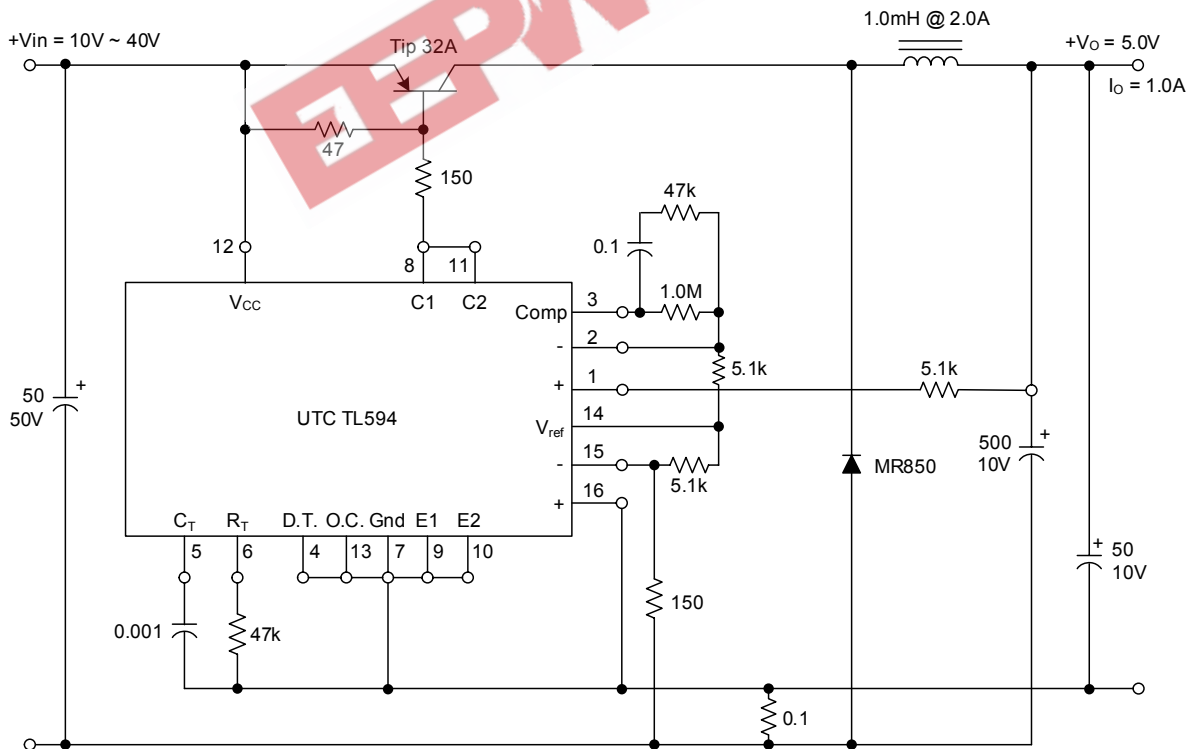 1.0mH @ 2.0A
+Vin = 10V ~ 40V
Tip 32A
+VO = 5.0V
IO = 1.0A
EEPW
47
150
47k
0.1
12
8
11
VCC
C1
C2
Comp
3
1.0M
-
2
5.1k
+
1
5.1k
50
50V
+
UTC TL594
Vref
14
500
10V
+
-
15
5.1k
MR850
+
16
CT
RT
D.T.
O.C.
Gnd
E1
E2
5
6
4
13
7
9
10
+
50
10V
0.001
47k
150
0.1